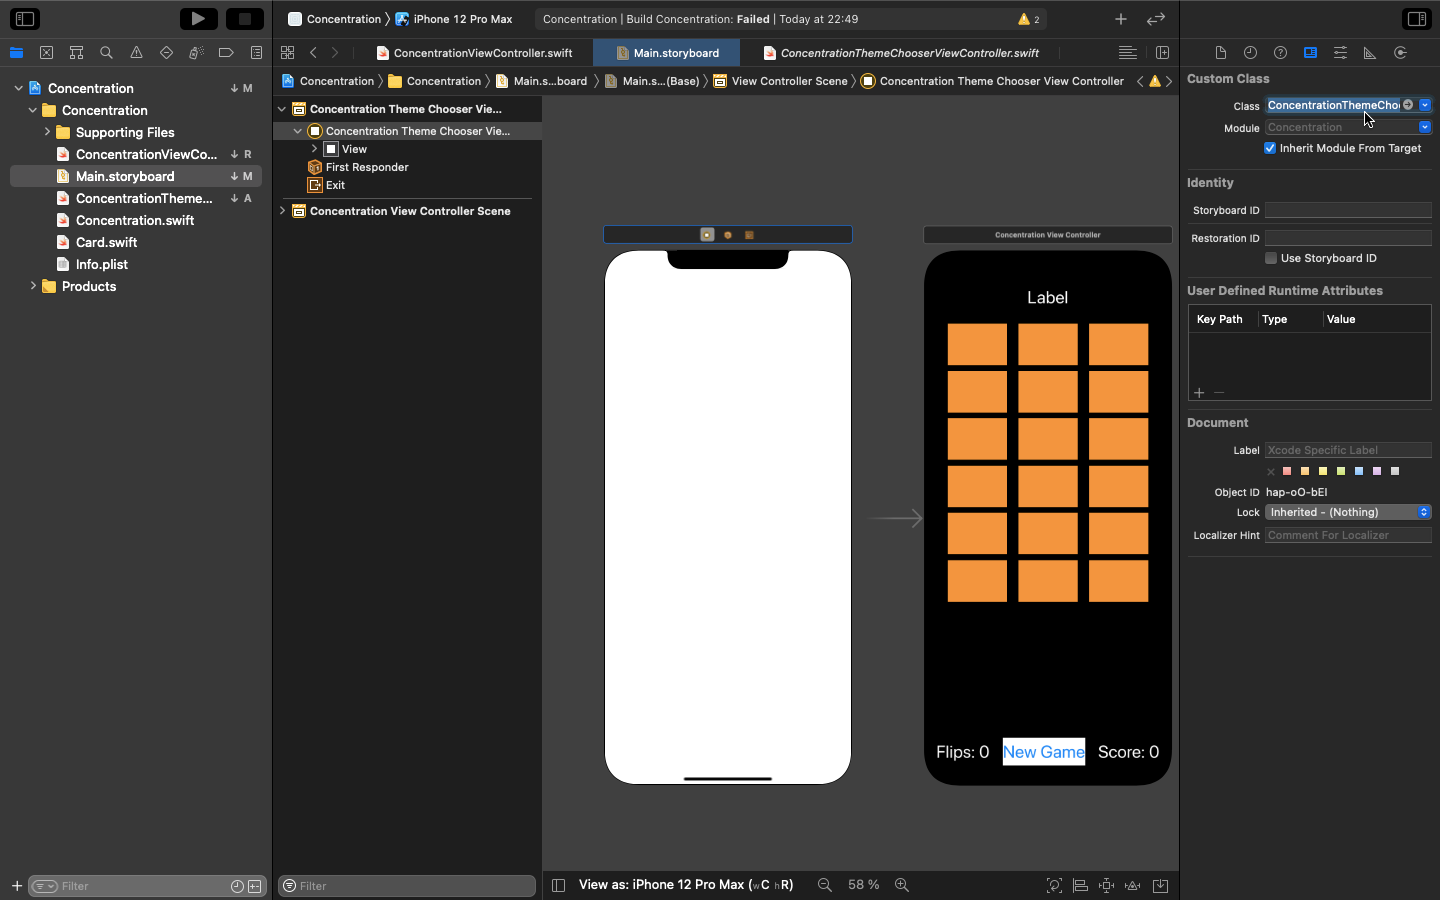 Concentration
iPhone 12 Pro Max
Concentration | Build Concentration: Failed | Today at 22:49
2
ConcentrationViewController.swift
Main.storyboard
ConcentrationThemeChooserViewController.swift
Concentration
Concentration
Main.s...board
Main.s...(Base)
View Controller Scene
Concentration Theme Chooser View Controller
Concentration
M
Concentration
Supporting Files
ConcentrationViewCo...
R
Main.storyboard
M
ConcentrationTheme...
A
Concentration.swift
Card.swift
Info.plist
Products
Filter
Concentration Theme Chooser Vie...
Concentration Theme Chooser Vie...
View
First Responder
Exit
Concentration View Controller Scene
Filter
Concentration View Controller
Label
Flips: 0
New Game
Score: 0
View as: iPhone 12 Pro Max (wC hR)
58 %
Custom Class
Class
ConcentrationThemeCho
Module
Concentration
Inherit Module From Target
Identity
Storyboard ID
Restoration ID
Use Storyboard ID
User Defined Runtime Attributes
Key Path
Type
Value
Document
Label
Xcode Specific Label
Object ID
hap-oO-bEI
Lock
Inherited - (Nothing)
Localizer Hint
Comment For Localizer